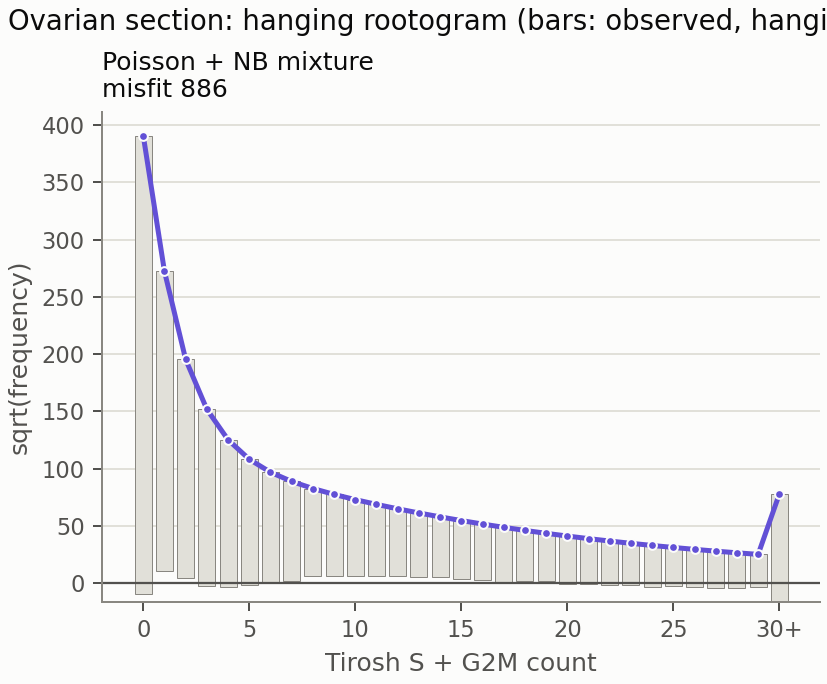 Ovarian section: hanging rootogram (bars: observed, hangi
Poisson + NB mixture
misfit 886
400
350
300
250
200
150
100
50
0
sqrt(frequency)
0 5 10 15 20 25 30+
Tirosh S + G2M count